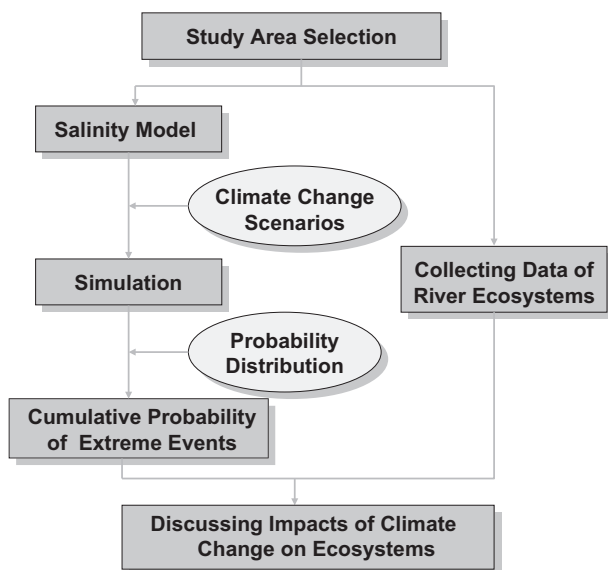 Study Area Selection
Salinity Model
Climate Change
Scenarios
Simulation
Collecting Data of
River Ecosystems
Probability
Distribution
Cumulative Probability
of Extreme Events
Discussing Impacts of Climate
Change on Ecosystems